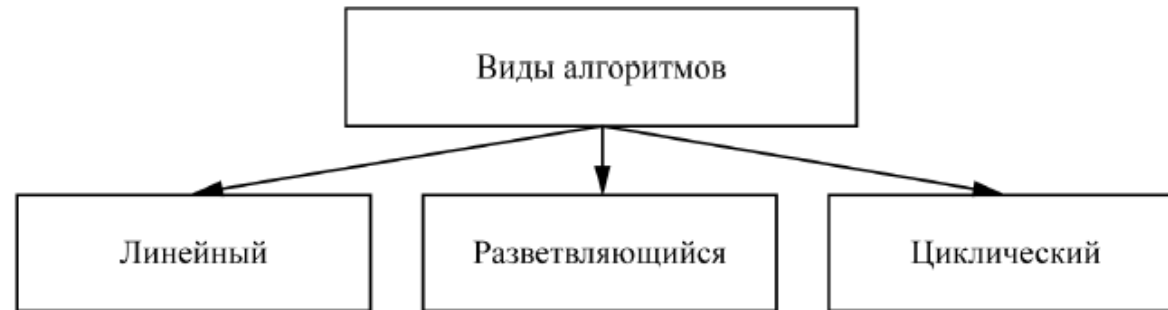 Виды алгоритмов
Линейный
Разветвляющийся
Циклический